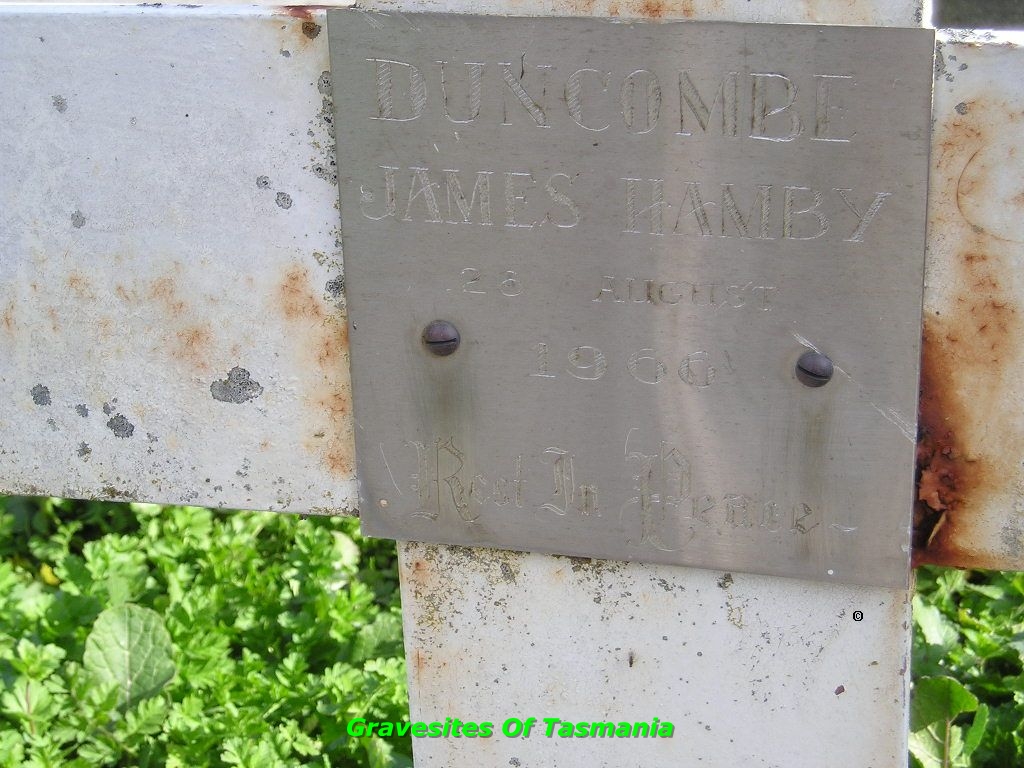 DUNCOMBE
JAMES HAMBY
28 AUGUST
1966
Rest In Peace
©
Gravesites Of Tasmania